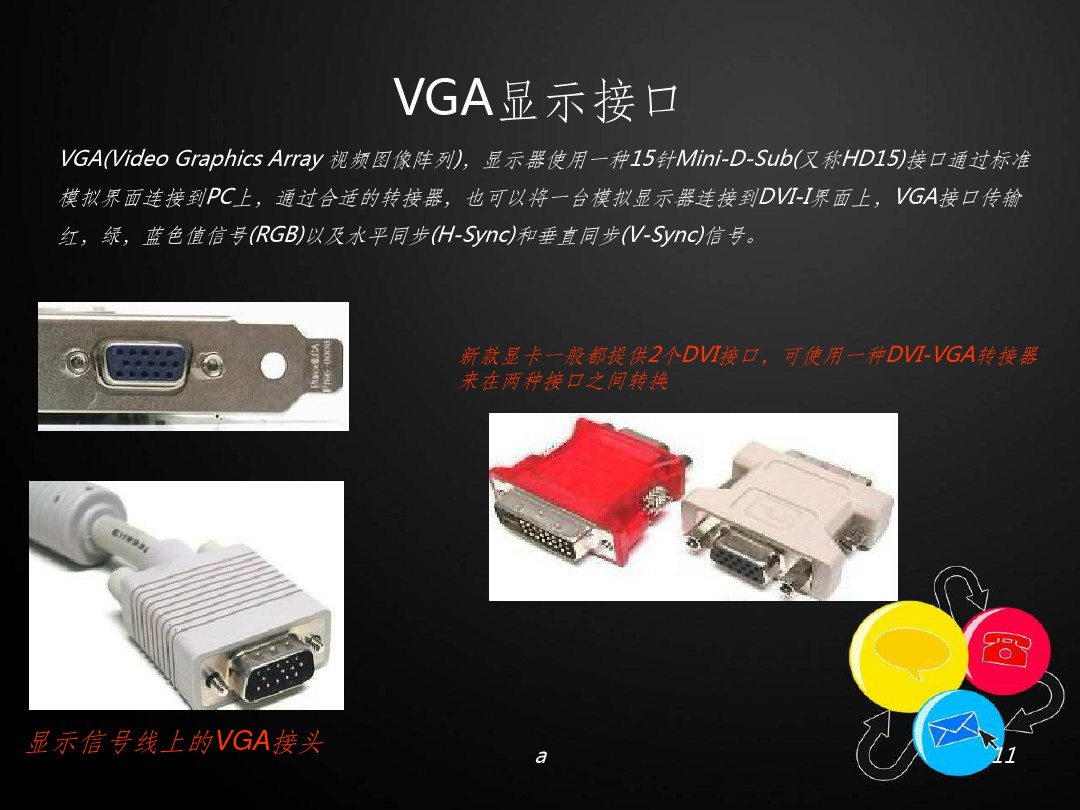 VGA显示接口
VGA(Video Graphics Array 视频图像阵列)，显示器使用一种15针Mini-D-Sub(又称HD15)接口通过标准
模拟界面连接到PC上，通过合适的转接器，也可以将一台模拟显示器连接到DVI-I界面上，VGA接口传输
红，绿，蓝色值信号(RGB)以及水平同步(H-Sync)和垂直同步(V-Sync)信号。
新款显卡一般都提供2个DVI接口，可使用一种DVI-VGA转接器
来在两种接口之间转换
显示信号线上的VGA接头
a
11